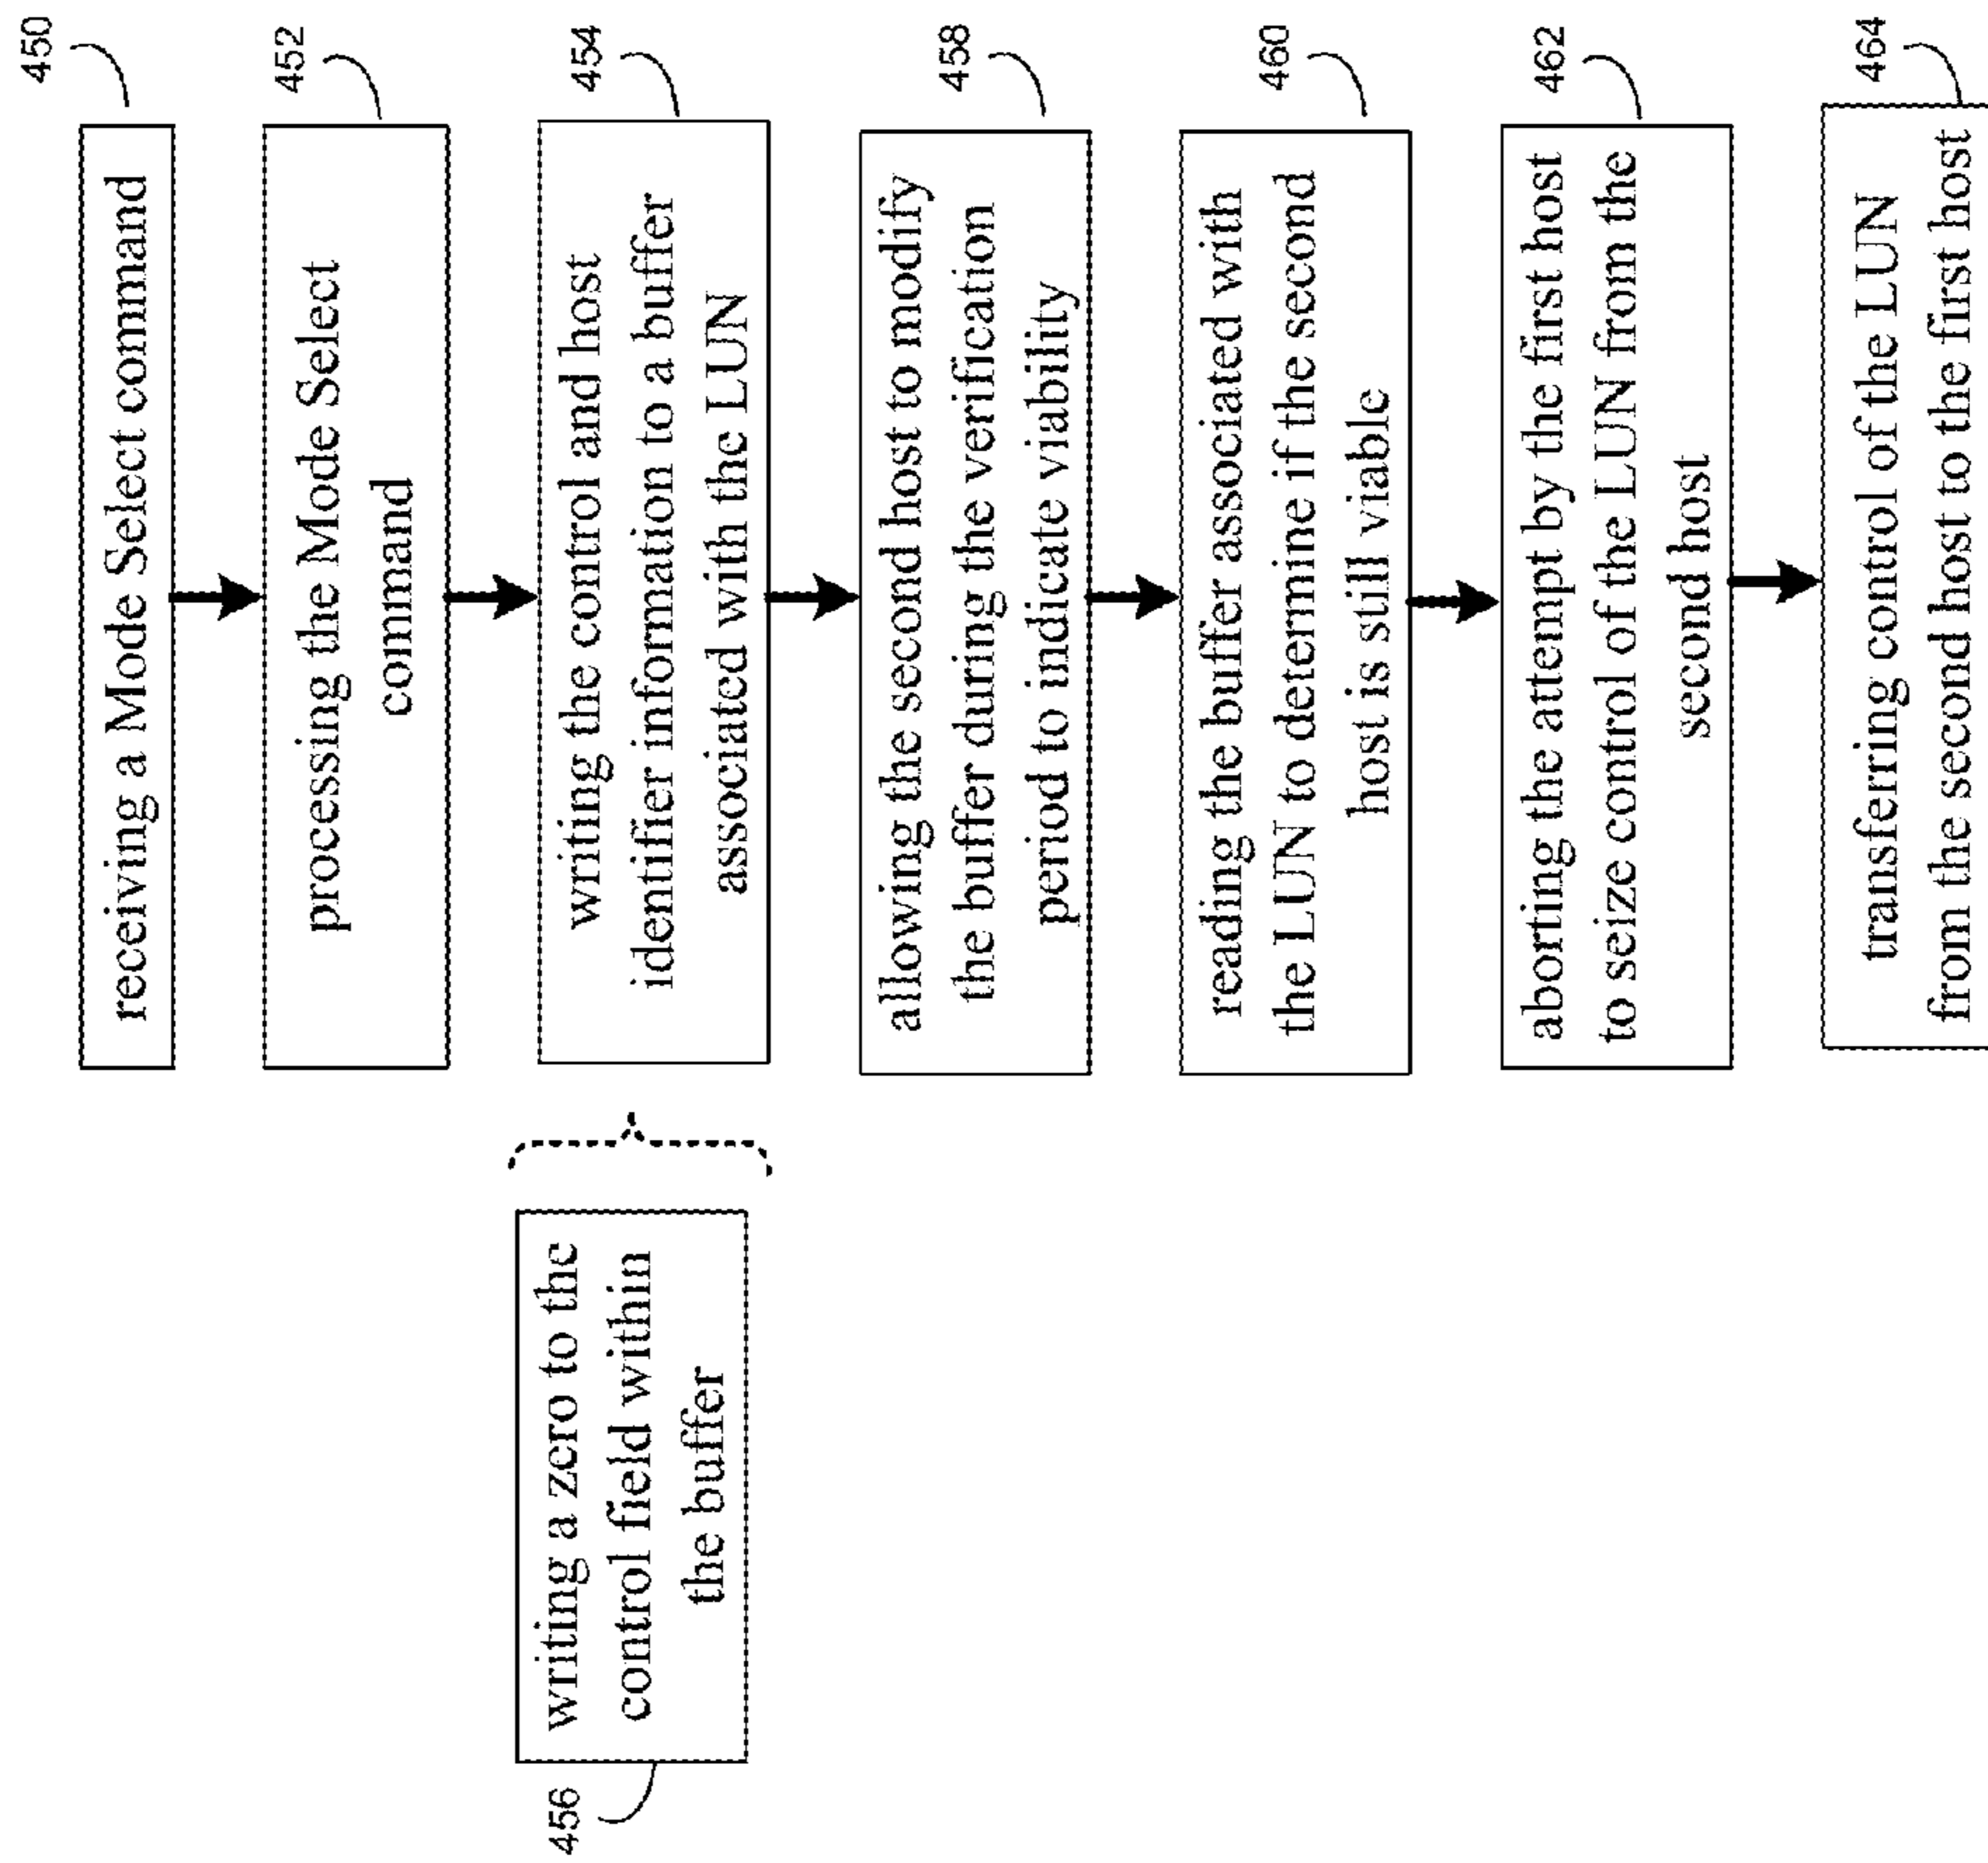 450
receiving a Mode Select command
452
processing the Mode Select
command
454
writing the control and host
identifier information to a buffer
associated with the LUN
456
writing a zero to the
control field within
the buffer
458
allowing the second host to modify
the buffer during the verification
period to indicate viability
460
reading the buffer associated with
the LUN to determine if the second
host is still viable
462
aborting the attempt by the first host
to seize control of the LUN from the
second host
464
transferring control of the LUN
from the second host to the first host